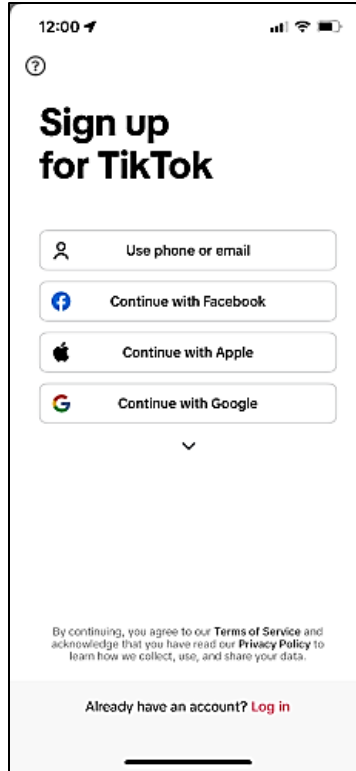 12:00
Sign up
for TikTok
Use phone or email
Continue with Facebook
Continue with Apple
Continue with Google
By continuing, you agree to our Terms of Service and
acknowledge that you have read our Privacy Policy to
learn how we collect, use, and share your data.
Already have an account? Log in